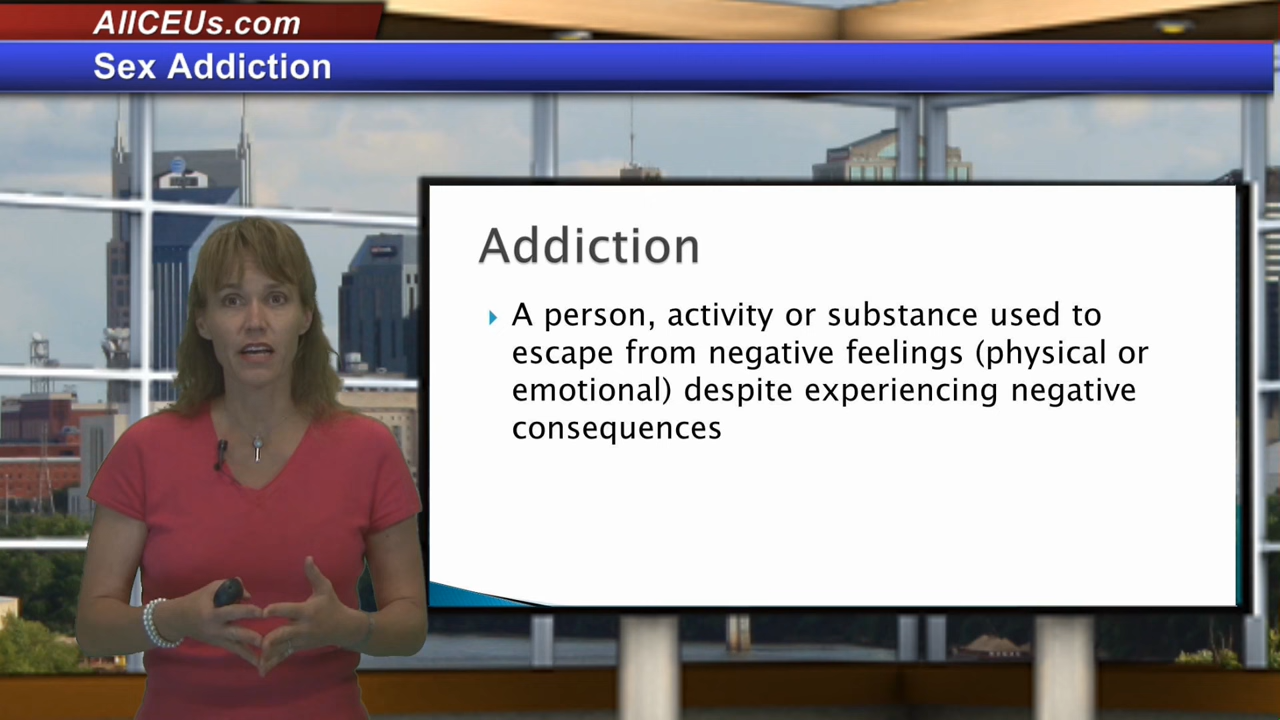 AllCEUs.com
Sex Addiction
Addiction
A person, activity or substance used to
escape from negative feelings (physical or
emotional) despite experiencing negative
consequences